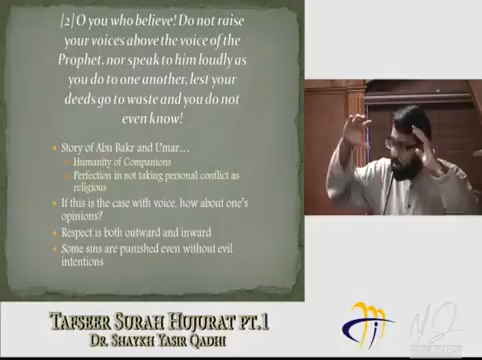 [2] O you who believe! Do not raise
your voices above the voice of the
Prophet, nor speak to him loudly as
you do to one another, lest your
deeds go to waste and you do not
even know!
Story of Abu Bakr and Umar…
Humanity of Companions
Perfection in not taking personal conflict as
religious
If this is the case with voice, how about one's
opinions?
Respect is both outward and inward
Some sins are punished even without evil
intentions
TAFSEER SURAH HUJURAT PT.1
DR. SHAYKH YASIR QADHI